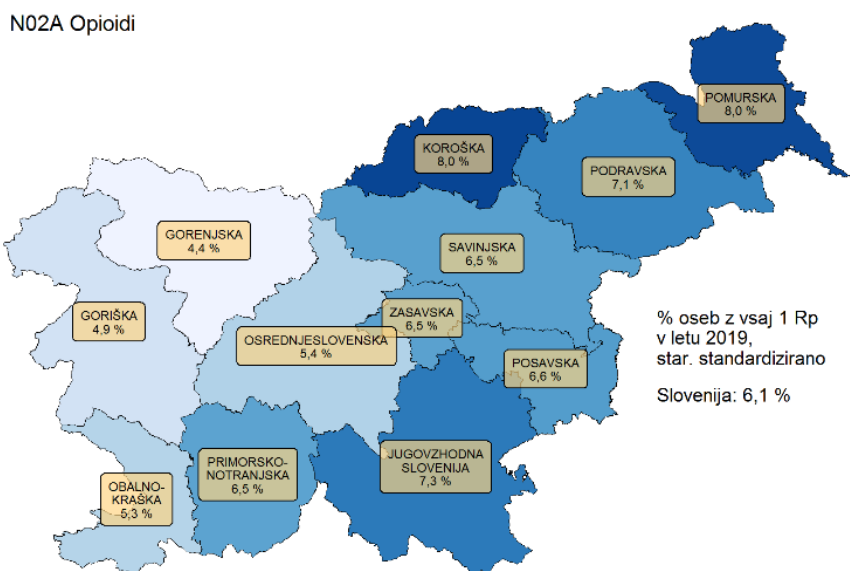 N02A Opioidi
POMURSKA
8,0 %
KOROŠKA
8,0 %
PODRAVSKA
7,1 %
GORENJSKA
4,4 %
SAVINJSKA
6,5 %
GORIŠKA
4,9 %
ZASAVSKA
6,5 %
OSREDNJESLOVENSKA
5,4 %
POSAVSKA
6,6 %
% oseb z vsaj 1 Rp
v letu 2019,
star. standardizirano
Slovenija: 6,1 %
PRIMORSKO-
NOTRANJSKA
6,5 %
JUGOVZHODNA
SLOVENIJA
7,3 %
OBALNO-
KRAŠKA
5,3 %